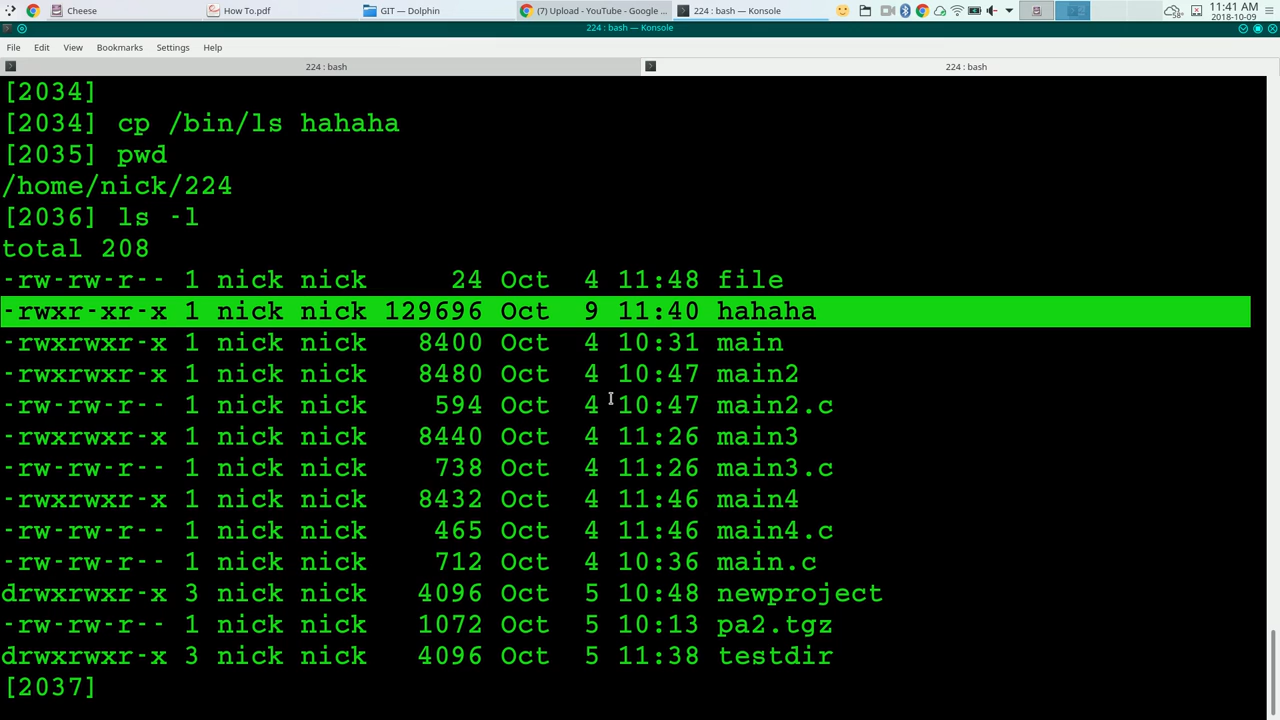 Cheese
How To.pdf
GIT — Dolphin
(7) Upload - YouTube - Google ...
224 : bash — Konsole
58°
11:41 AM
2018-10-09
224 : bash — Konsole
File Edit View Bookmarks Settings Help
224 : bash
224 : bash
[2034]
[2034] cp /bin/ls hahaha
[2035] pwd
/home/nick/224
[2036] ls -l
total 208
-rw-rw-r-- 1 nick nick 24 Oct 4 11:48 file
-rwxr-xr-x 1 nick nick 129696 Oct 9 11:40 hahaha
-rwxrwxr-x 1 nick nick 8400 Oct 4 10:31 main
-rwxrwxr-x 1 nick nick 8480 Oct 4 10:47 main2
-rw-rw-r-- 1 nick nick 594 Oct 4 10:47 main2.c
-rwxrwxr-x 1 nick nick 8440 Oct 4 11:26 main3
-rw-rw-r-- 1 nick nick 738 Oct 4 11:26 main3.c
-rwxrwxr-x 1 nick nick 8432 Oct 4 11:46 main4
-rw-rw-r-- 1 nick nick 465 Oct 4 11:46 main4.c
-rw-rw-r-- 1 nick nick 712 Oct 4 10:36 main.c
drwxrwxr-x 3 nick nick 4096 Oct 5 10:48 newproject
-rw-rw-r-- 1 nick nick 1072 Oct 5 10:13 pa2.tgz
drwxrwxr-x 3 nick nick 4096 Oct 5 11:38 testdir
[2037]